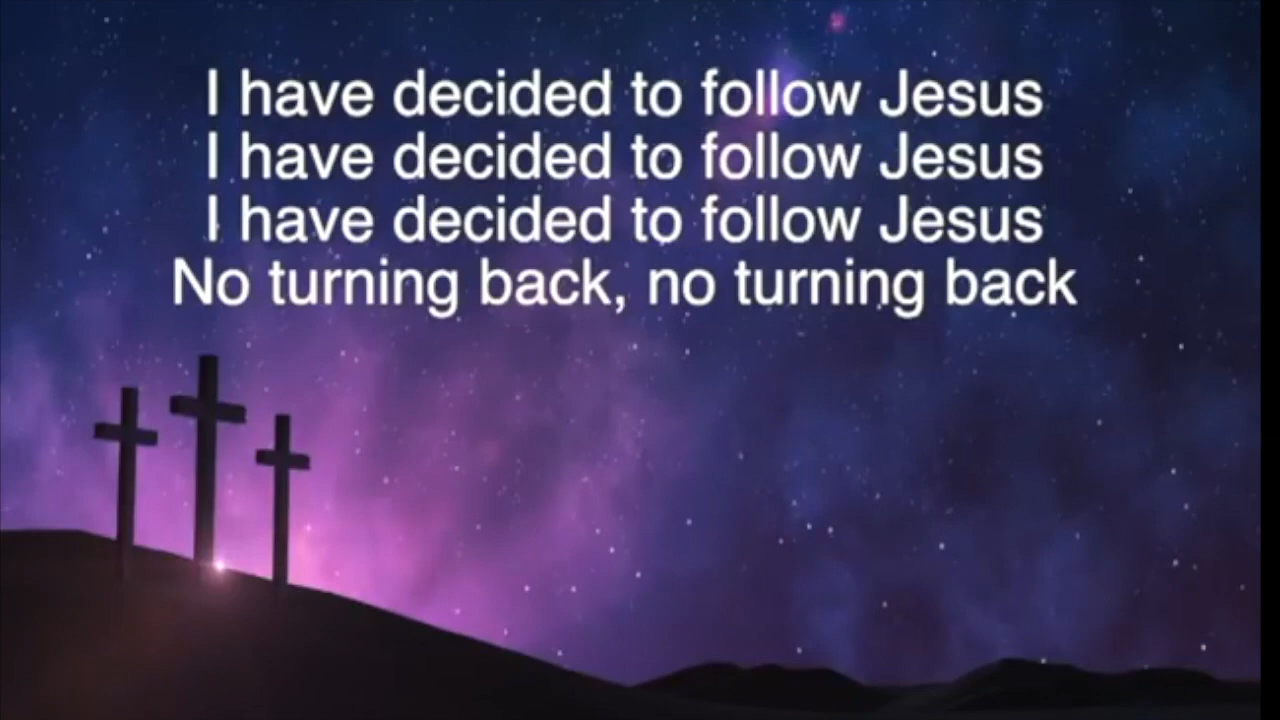 I have decided to follow Jesus
I have decided to follow Jesus
I have decided to follow Jesus
No turning back, no turning back